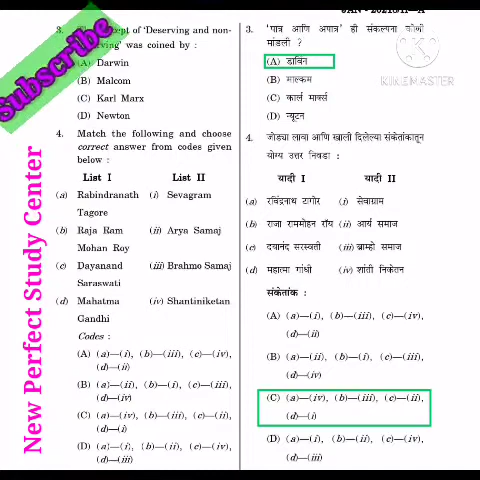 Subscribe
New Perfect Study Center
KINEMASTER
3.
(A) Darwin
(B) Malcom
(C) Karl Marx
(D) Newton
of 'Deserving and non-
was coined by :
4. Match the following and choose
correct answer from codes given
below :
List I List II
(a) Rabindranath (i) Sevagram
Tagore
(b) Raja Ram (ii) Arya Samaj
Mohan Roy
(c) Dayanand (iii) Brahmo Samaj
Saraswati
(d) Mahatma (iv) Shantiniketan
Gandhi
Codes :
(A) (a)—(i), (b)—(iii), (c)—(iv),
(d)—(ii)
(B) (a)—(ii), (b)—(i), (c)—(iii),
(d)—(iv)
(C) (a)—(iv), (b)—(iii), (c)—(ii),
(d)—(i)
(D) (a)—(i), (b)—(ii), (c)—(iv),
(d)—(iii)
3. 'पात्र आणि अपात्र' ही संकल्पना कोणी
मांडली ?
(A) डार्विन
(B) माल्कम
(C) कार्ल मार्क्स
(D) न्यूटन
4. जोड्या लावा आणि खाली दिलेल्या संकेतांकातून
योग्य उत्तर निवडा :
यादी I यादी II
(a) रविंद्रनाथ टागोर (i) सेवाग्राम
(b) राजा राममोहन रॉय (ii) आर्य समाज
(c) दयानंद सरस्वती (iii) ब्राम्हो समाज
(d) महात्मा गांधी (iv) शांती निकेतन
संकेतांक :
(A) (a)—(i), (b)—(iii), (c)—(iv),
(d)—(ii)
(B) (a)—(ii), (b)—(i), (c)—(iii),
(d)—(iv)
(C) (a)—(iv), (b)—(iii), (c)—(ii),
(d)—(i)
(D) (a)—(i), (b)—(ii), (c)—(iv),
(d)—(iii)